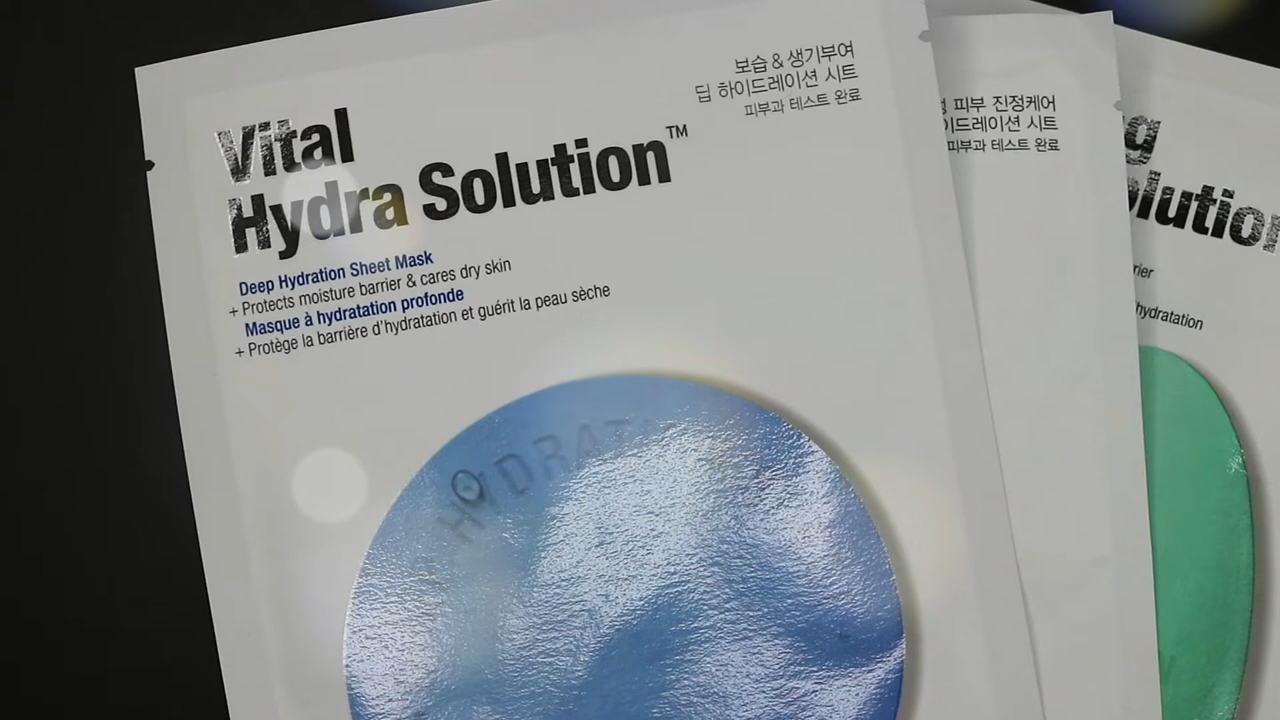 Vital
Hydra Solution™
Deep Hydration Sheet Mask
+ Protects moisture barrier & cares dry skin
Masque à hydratation profonde
+ Protège la barrière d'hydratation et guérit la peau sèche
보습 & 생기부여
딥 하이드레이션 시트
피부과 테스트 완료
피부 진정케어
이드레이션 시트
피부과 테스트 완료
g
lution
rier
hydratation